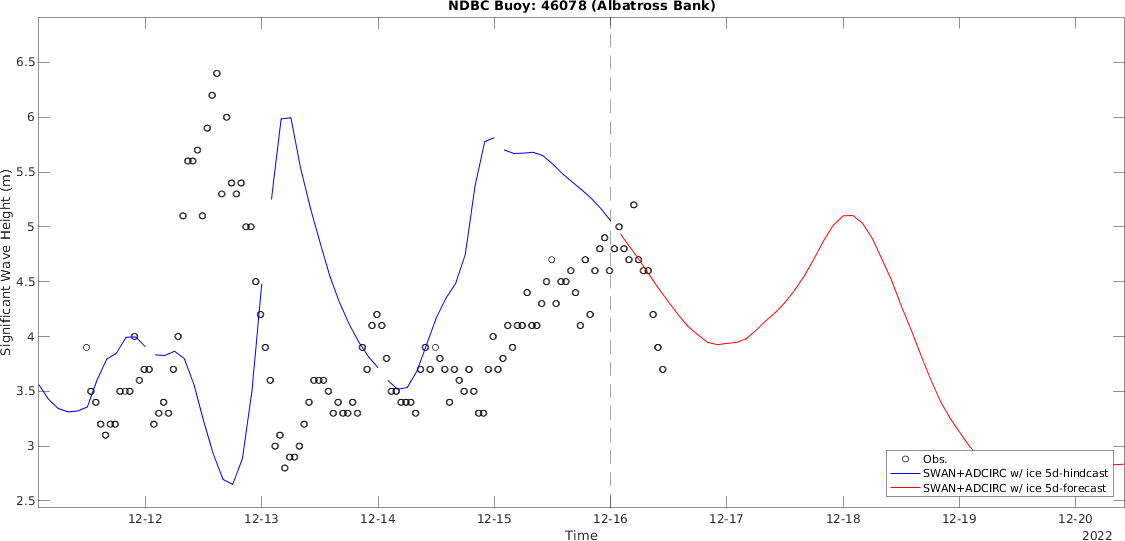 NDBC Buoy: 46078 (Albatross Bank)
6.5
6
5.5
5
4.5
4
3.5
3
2.5
Significant Wave Height (m)
Obs.
SWAN+ADCIRC w/ ice 5d-hindcast
SWAN+ADCIRC w/ ice 5d-forecast
12-12 12-13 12-14 12-15 12-16 12-17 12-18 12-19 12-20
Time 2022